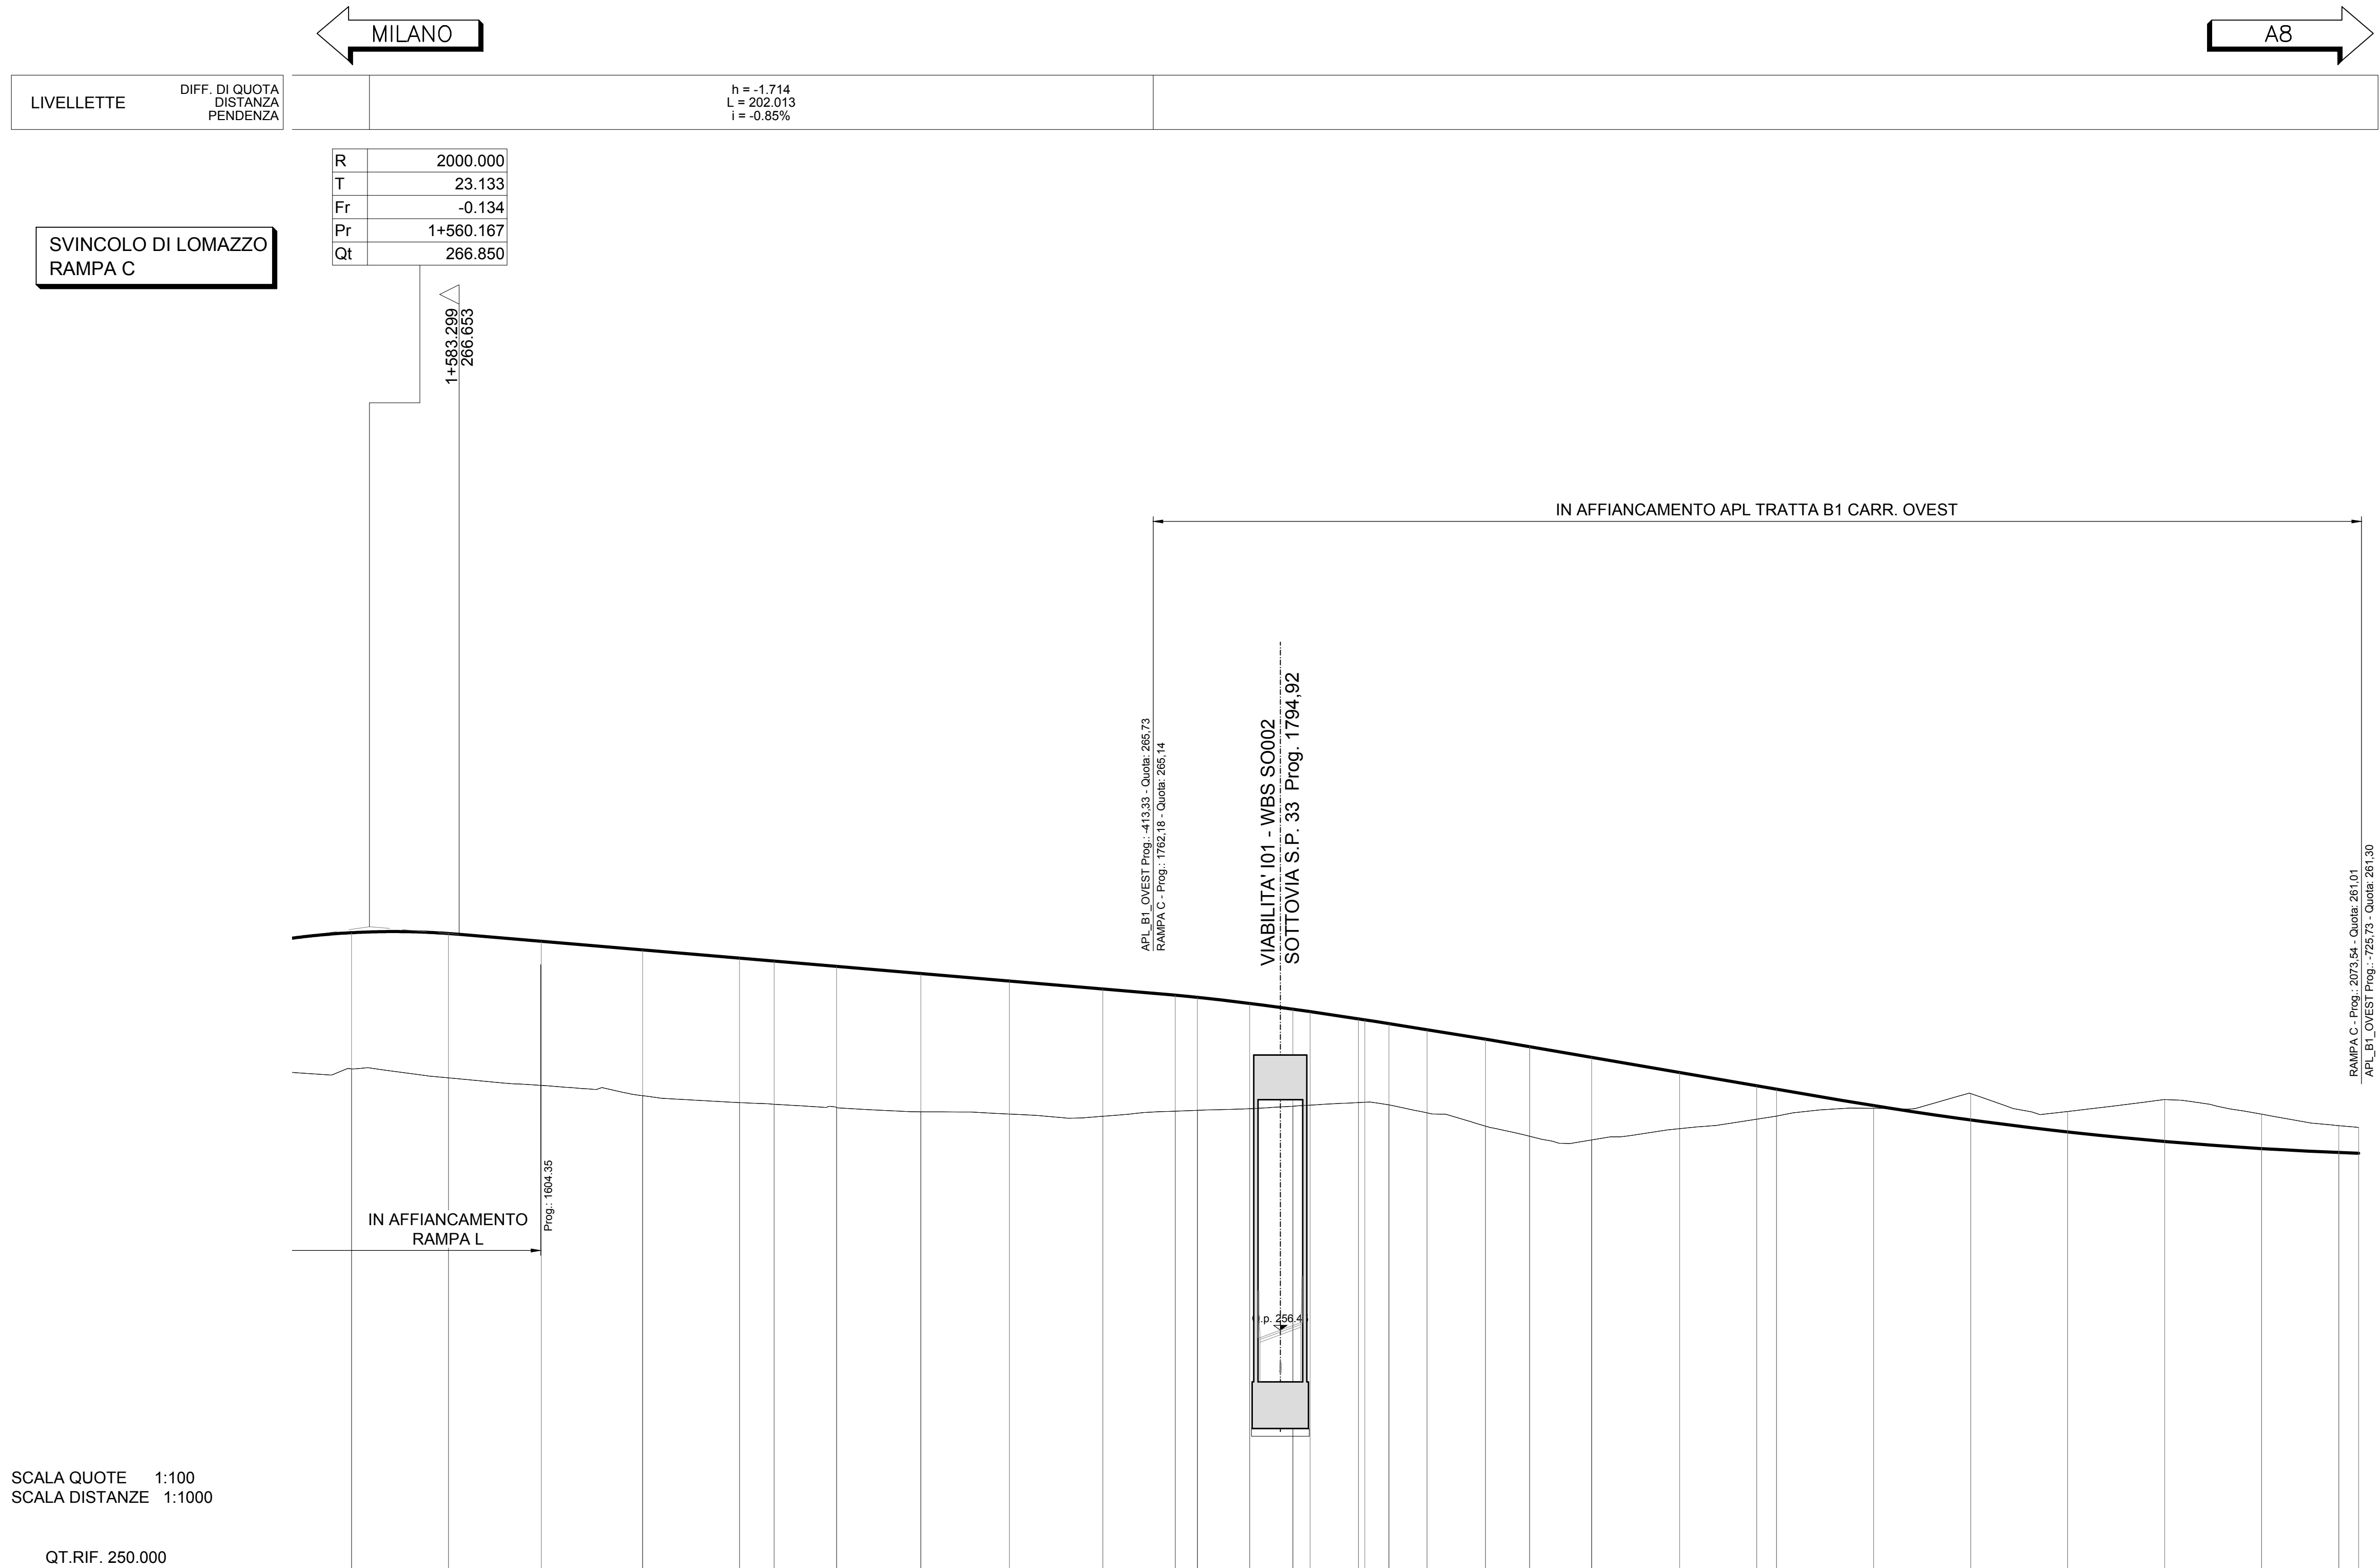 MILANO
A8
LIVELLETTE
DIFF. DI QUOTA
DISTANZA
PENDENZA
h = -1.714
L = 202.013
i = -0.85%
R 2000.000
T 23.133
Fr -0.134
Pr 1+560.167
Qt 266.850
SVINCOLO DI LOMAZZO
RAMPA C
1+583.299
266.653
IN AFFIANCAMENTO APL TRATTA B1 CARR. OVEST
APL_B1_OVEST Prog.: -413,33 - Quota: 265,73
RAMPA C - Prog.: 1762,18 - Quota: 265,14
VIABILITA' I01 - WBS SO002
SOTTOVIA S.P. 33 Prog. 1794,92
RAMPA C - Prog.: 2073,54 - Quota: 261,01
APL_B1_OVEST Prog.: -725,73 - Quota: 261,30
Prog.: 1604.35
IN AFFIANCAMENTO
RAMPA L
.p. 256.4
SCALA QUOTE 1:100
SCALA DISTANZE 1:1000
QT.RIF. 250.000